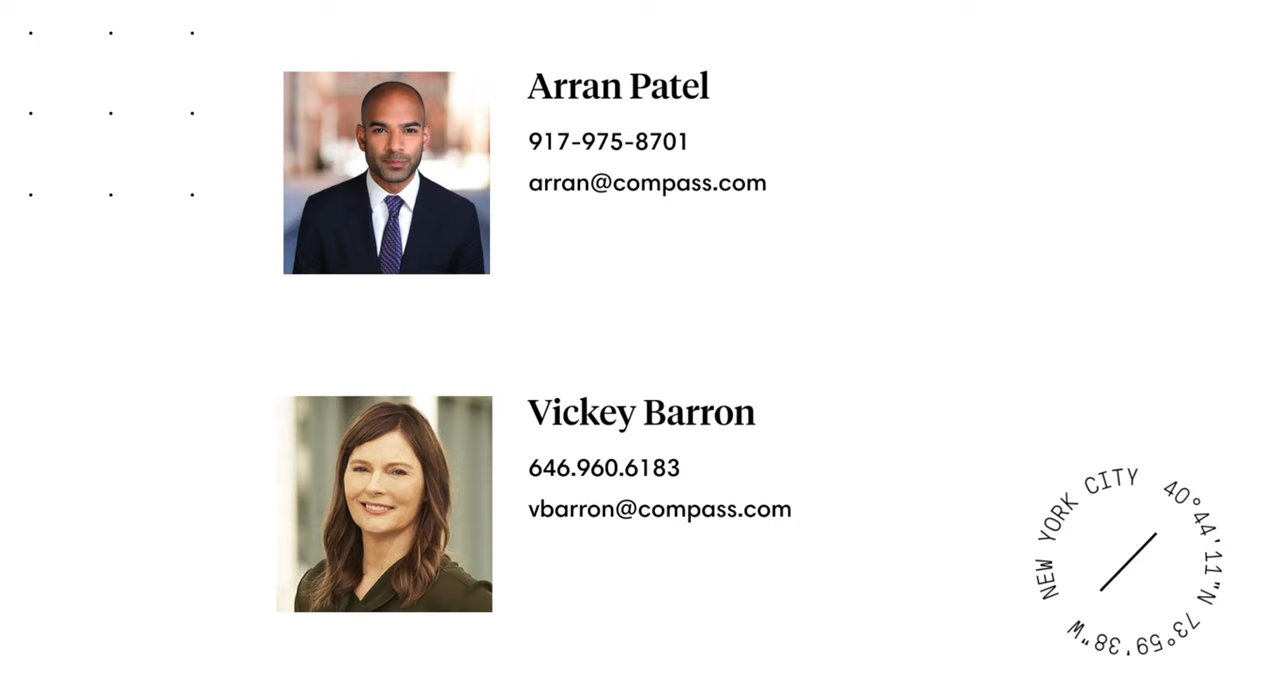 Arran Patel
917-975-8701
arran@compass.com
Vickey Barron
646.960.6183
vbarron@compass.com
NEW YORK CITY 40°44'11"N 73°59'38"W